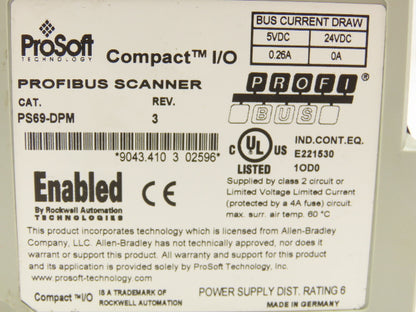 ProSoft
TECHNOLOGY
Compact™ I/O
BUS CURRENT DRAW
5VDC 24VDC
0.26A 0A
PROFIBUS SCANNER
CAT. REV.
PS69-DPM 3
PROFI
BUS
®
*9043.410 3 02596*
C UL US
LISTED
IND.CONT.EQ.
E221530
1OD0
Enabled
By Rockwell Automation
TECHNOLOGIES
CE
Supplied by class 2 circuit or
Limited Voltage Limited Current
(protected by a 4A fuse) circuit.
max. surr. air temp. 60 °C
This product incorporates technology which is licensed from Allen-Bradley
Company, LLC. Allen-Bradley has not technically approved, nor does it
warrant or support this product. All warranty and support for this product
and its application is provided solely by ProSoft Technology, Inc.
www.prosoft-technology.com
Compact ™I/O IS A TRADEMARK OF
ROCKWELL AUTOMATION
POWER SUPPLY DIST. RATING 6
MADE IN GERMANY